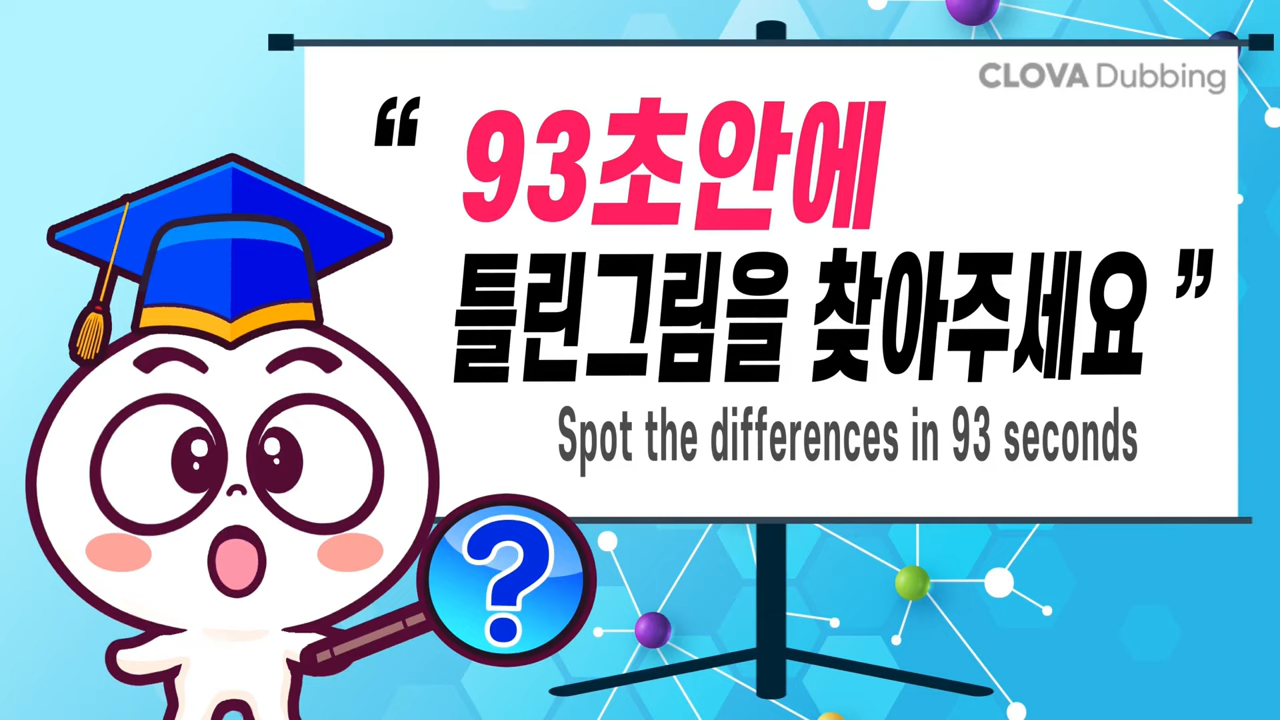 CLOVA Dubbing
“ 93초안에
틀린그림을 찾아주세요 ”
Spot the differences in 93 seconds
?